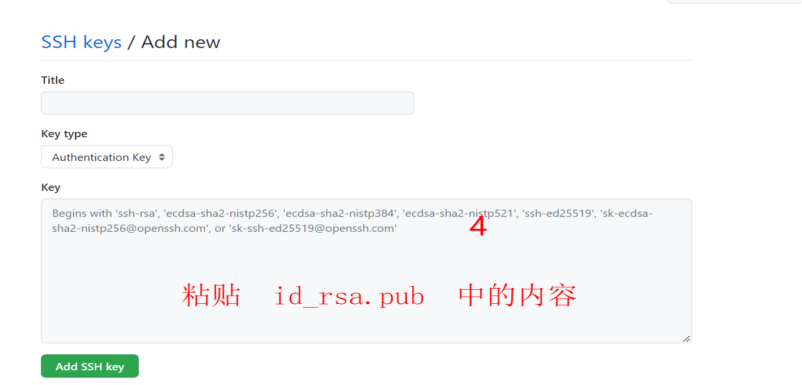 SSH keys / Add new
Title
Key type
Authentication Key
Key
Begins with 'ssh-rsa', 'ecdsa-sha2-nistp256', 'ecdsa-sha2-nistp384', 'ecdsa-sha2-nistp521', 'ssh-ed25519', 'sk-ecdsa-
sha2-nistp256@openssh.com', or 'sk-ssh-ed25519@openssh.com'
4
粘贴 id_rsa.pub 中的内容
Add SSH key